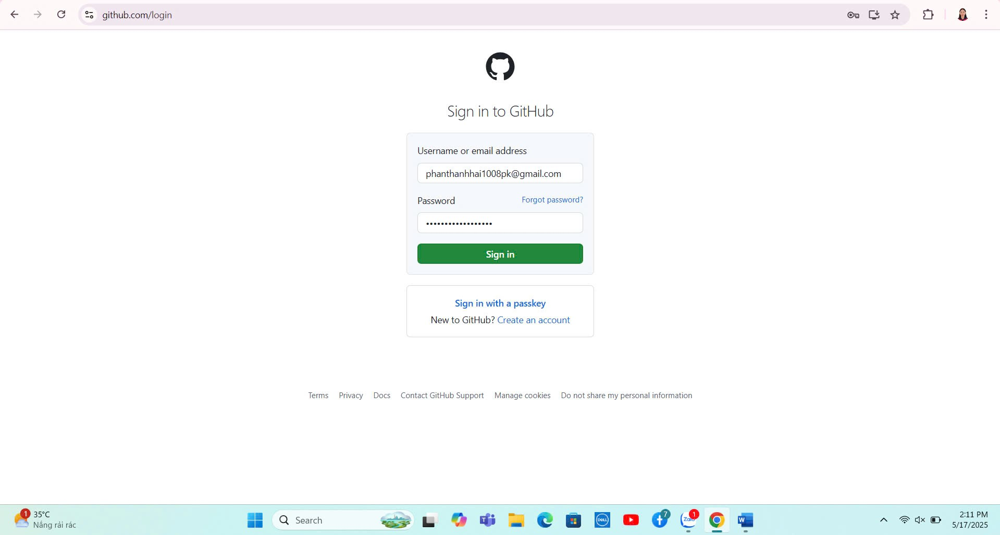 github.com/login
Sign in to GitHub
Username or email address
phanthanhhai1008pk@gmail.com
Password
Forgot password?
••••••••••••••••••
Sign in
Sign in with a passkey
New to GitHub? Create an account
Terms Privacy Docs Contact GitHub Support Manage cookies Do not share my personal information
1
35°C
Nắng rải rác
Search
T
DELL
7
Zalo
1
W
2:11 PM
5/17/2025